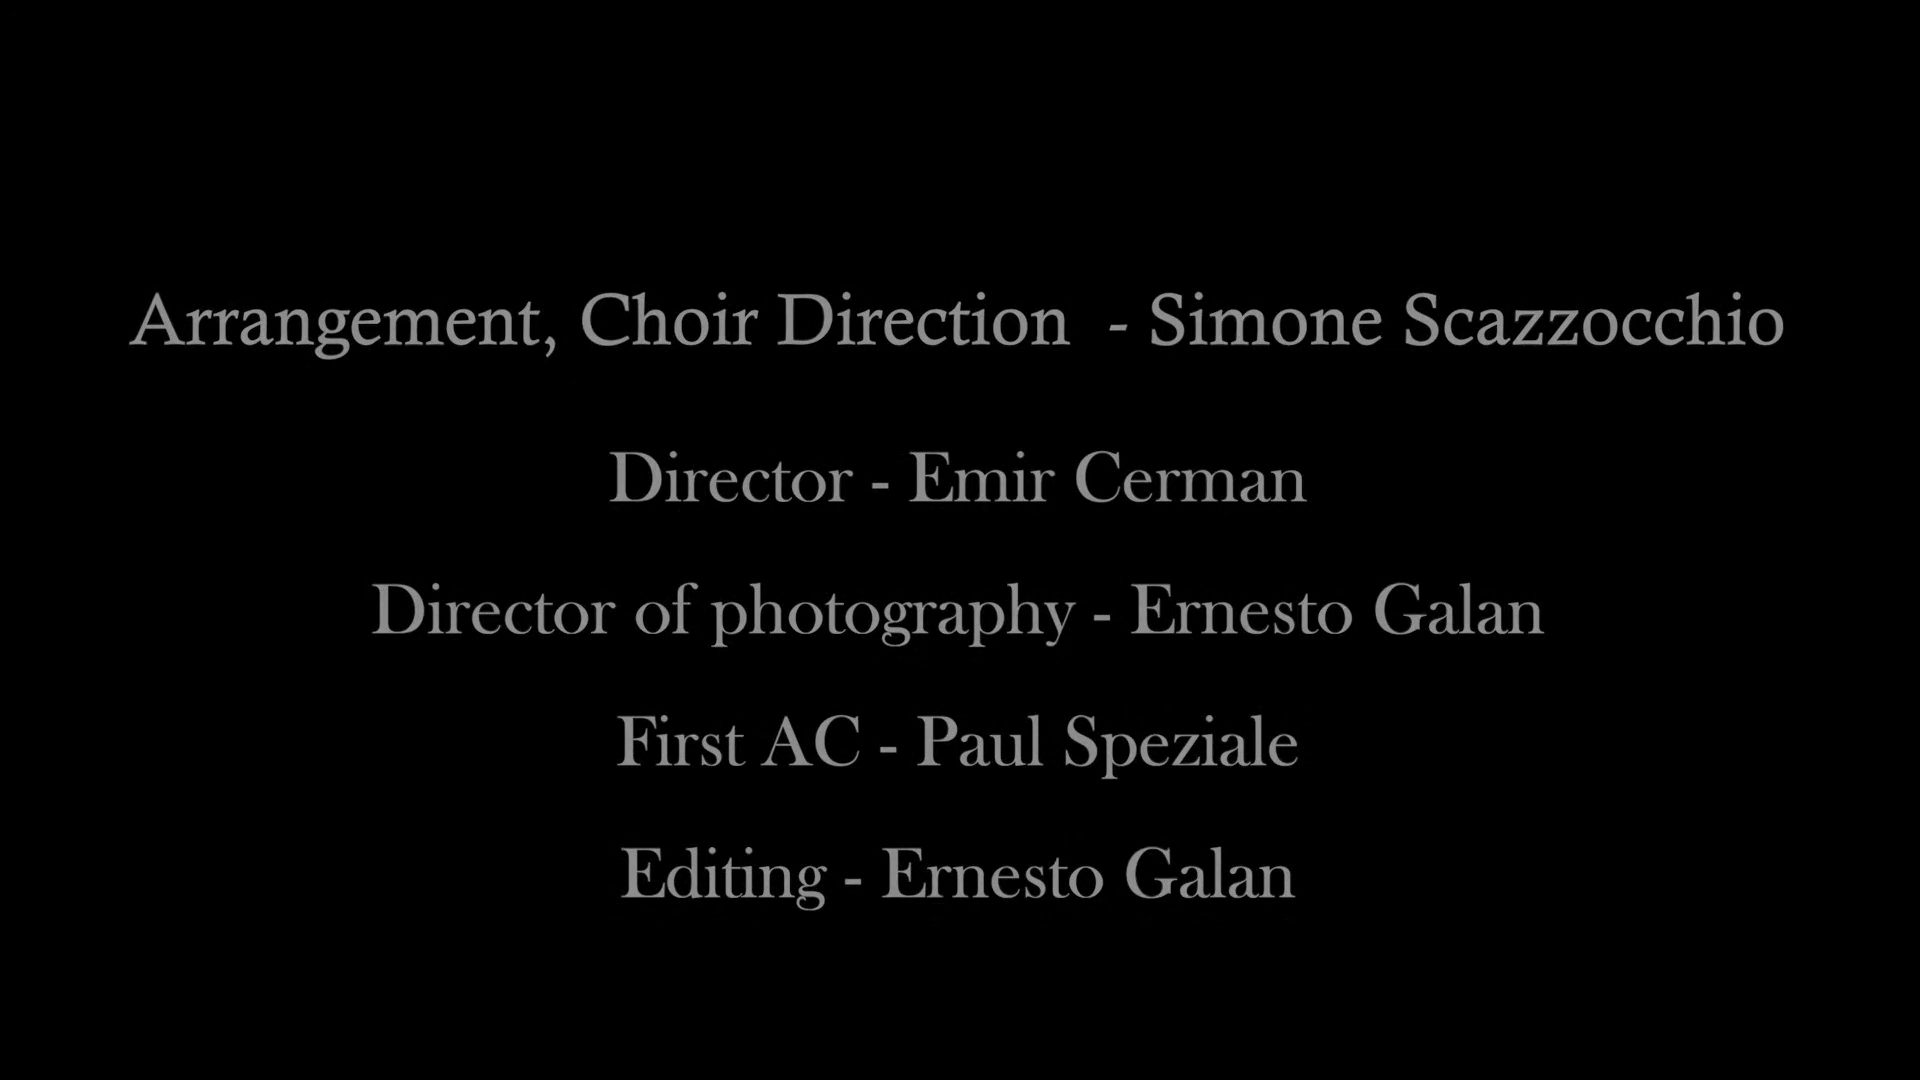 Arrangement, Choir Direction  - Simone Scazzocchio
Director - Emir Cerman
Director of photography - Ernesto Galan
First AC - Paul Speziale
Editing - Ernesto Galan